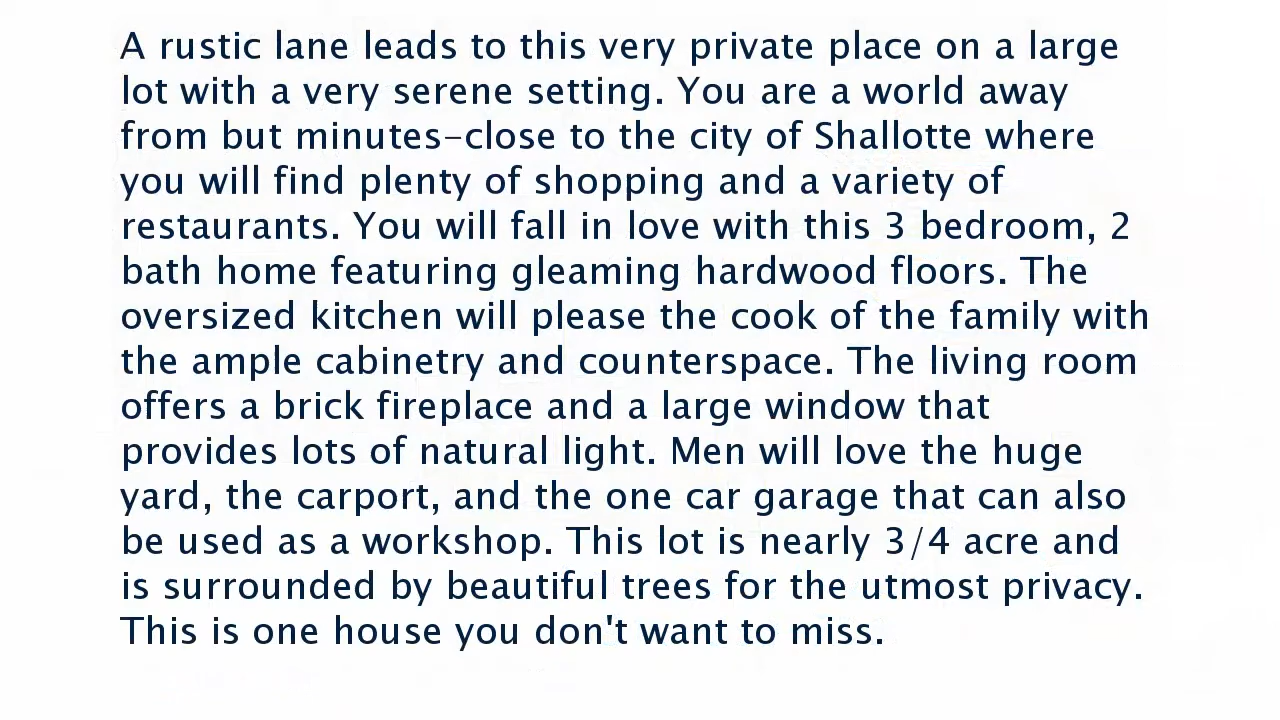 A rustic lane leads to this very private place on a large
lot with a very serene setting. You are a world away
from but minutes-close to the city of Shallotte where
you will find plenty of shopping and a variety of
restaurants. You will fall in love with this 3 bedroom, 2
bath home featuring gleaming hardwood floors. The
oversized kitchen will please the cook of the family with
the ample cabinetry and counterspace. The living room
offers a brick fireplace and a large window that
provides lots of natural light. Men will love the huge
yard, the carport, and the one car garage that can also
be used as a workshop. This lot is nearly 3/4 acre and
is surrounded by beautiful trees for the utmost privacy.
This is one house you don't want to miss.